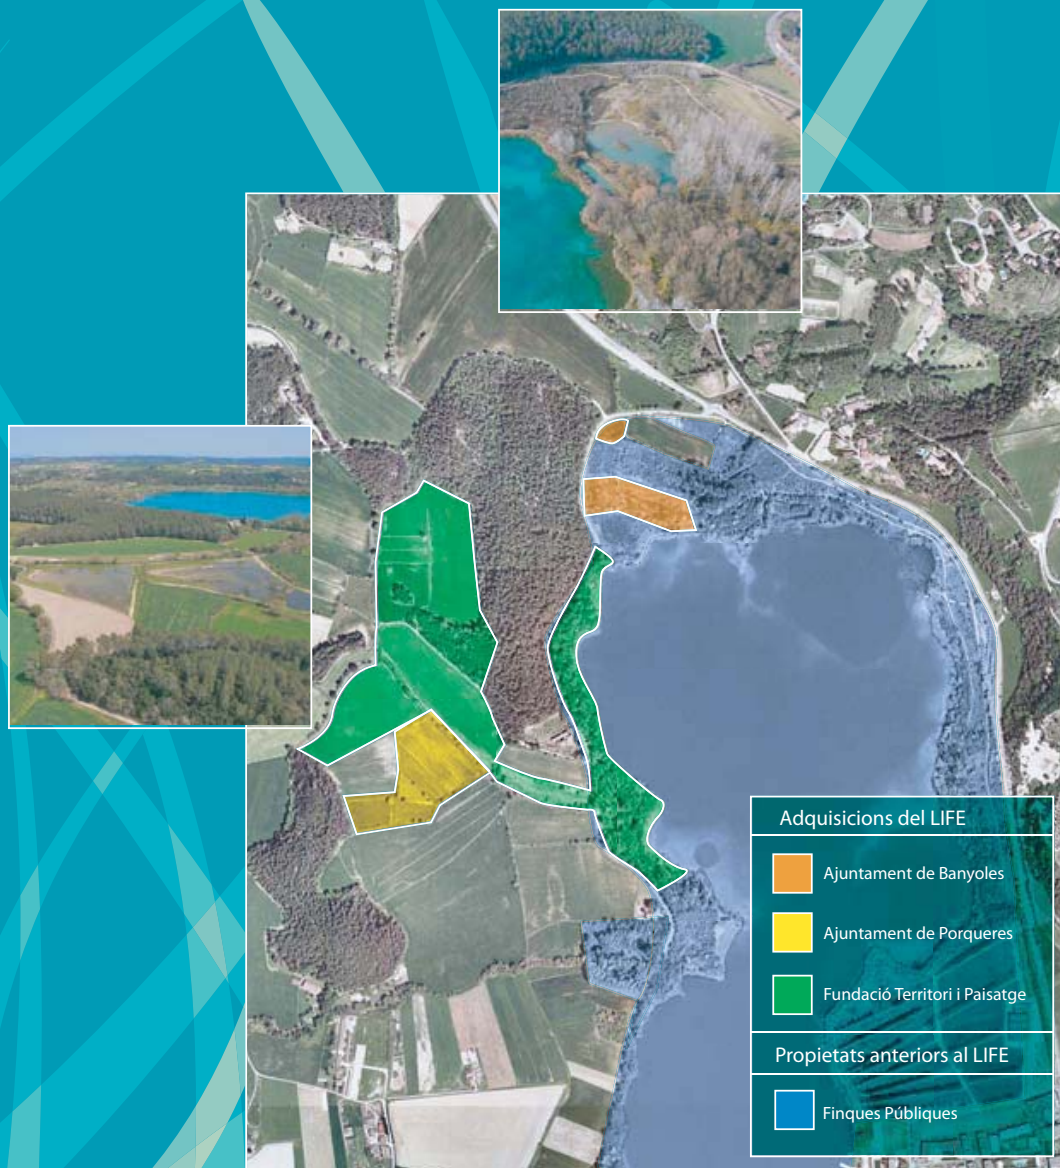 Adquisicions del LIFE
Ajuntament de Banyoles
Ajuntament de Porqueres
Fundació Territori i Paisatge
Propietats anteriors al LIFE
Finques Públiques